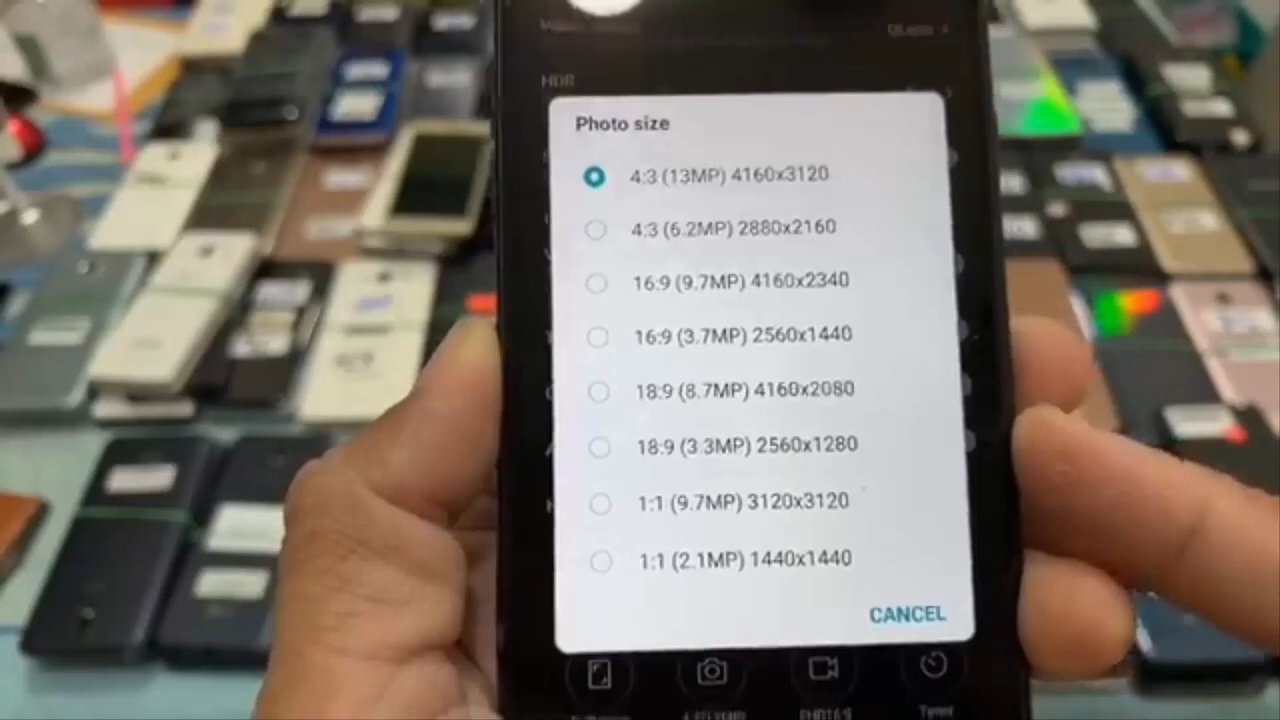 HDR
Photo size
4:3 (13MP) 4160x3120
4:3 (6.2MP) 2880x2160
16:9 (9.7MP) 4160x2340
16:9 (3.7MP) 2560x1440
18:9 (8.7MP) 4160x2080
18:9 (3.3MP) 2560x1280
1:1 (9.7MP) 3120x3120
1:1 (2.1MP) 1440x1440
CANCEL
Timer